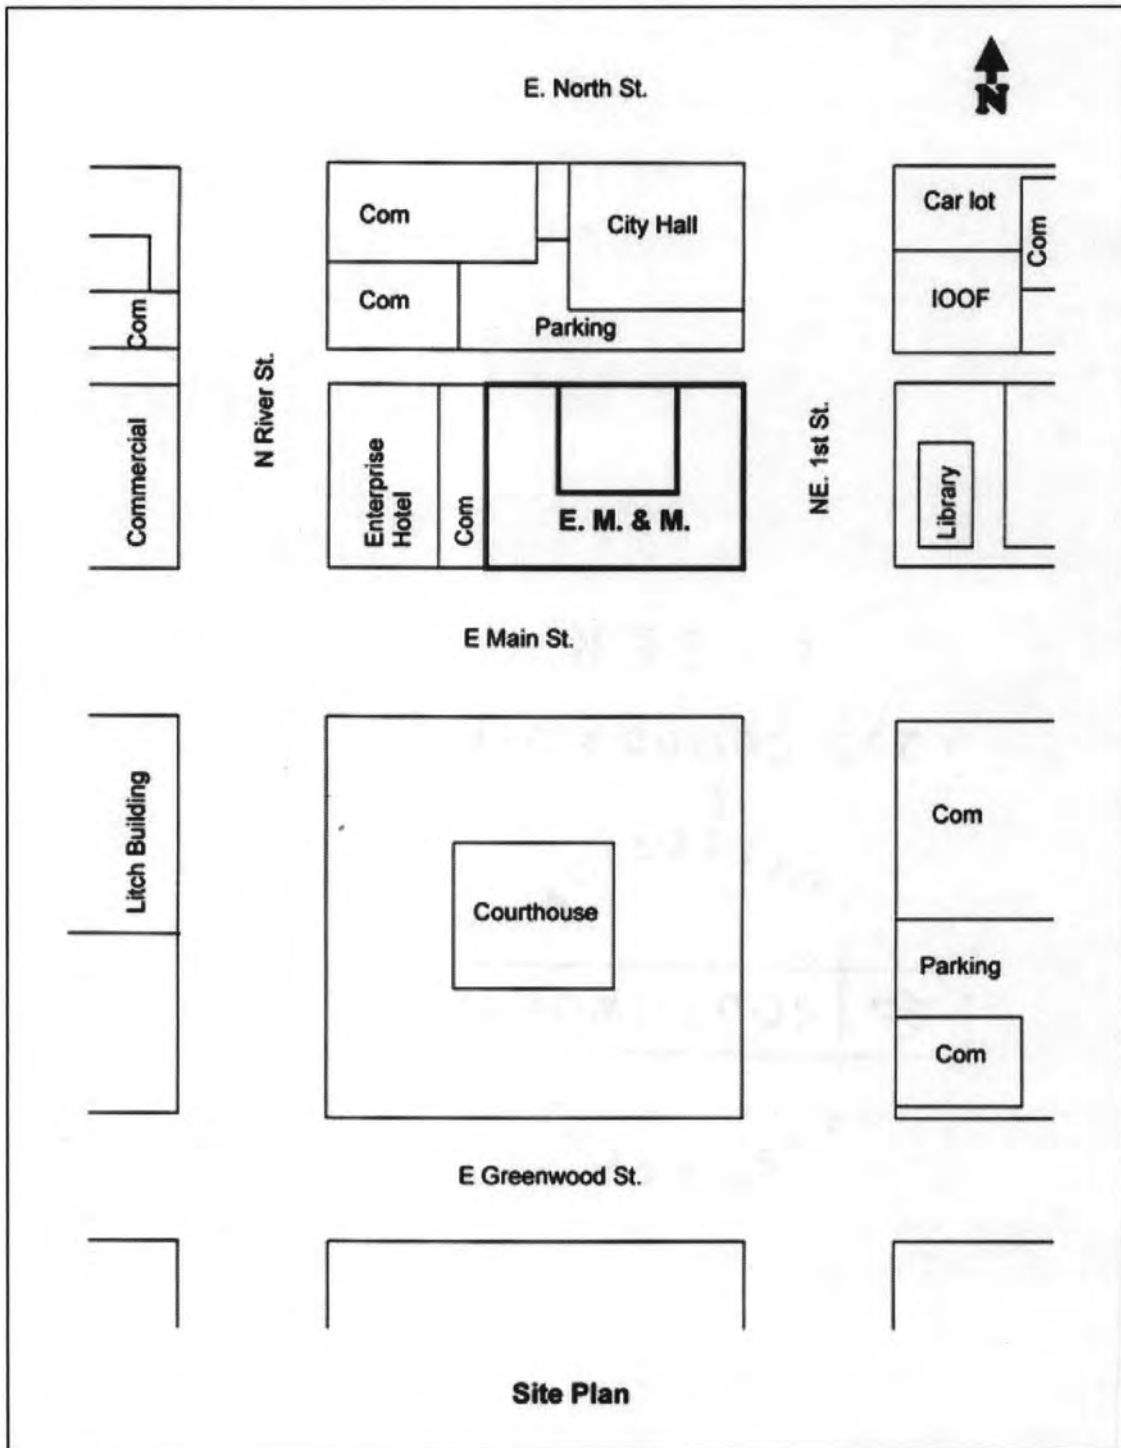 E. North St.
N
Com
City Hall
Car lot
Com
Com
Com
Parking
IOOF
N River St.
Commercial
Enterprise
Hotel
Com
E. M. & M.
NE. 1st St.
Library
E Main St.
Litch Building
Courthouse
Com
Parking
Com
E Greenwood St.
Site Plan